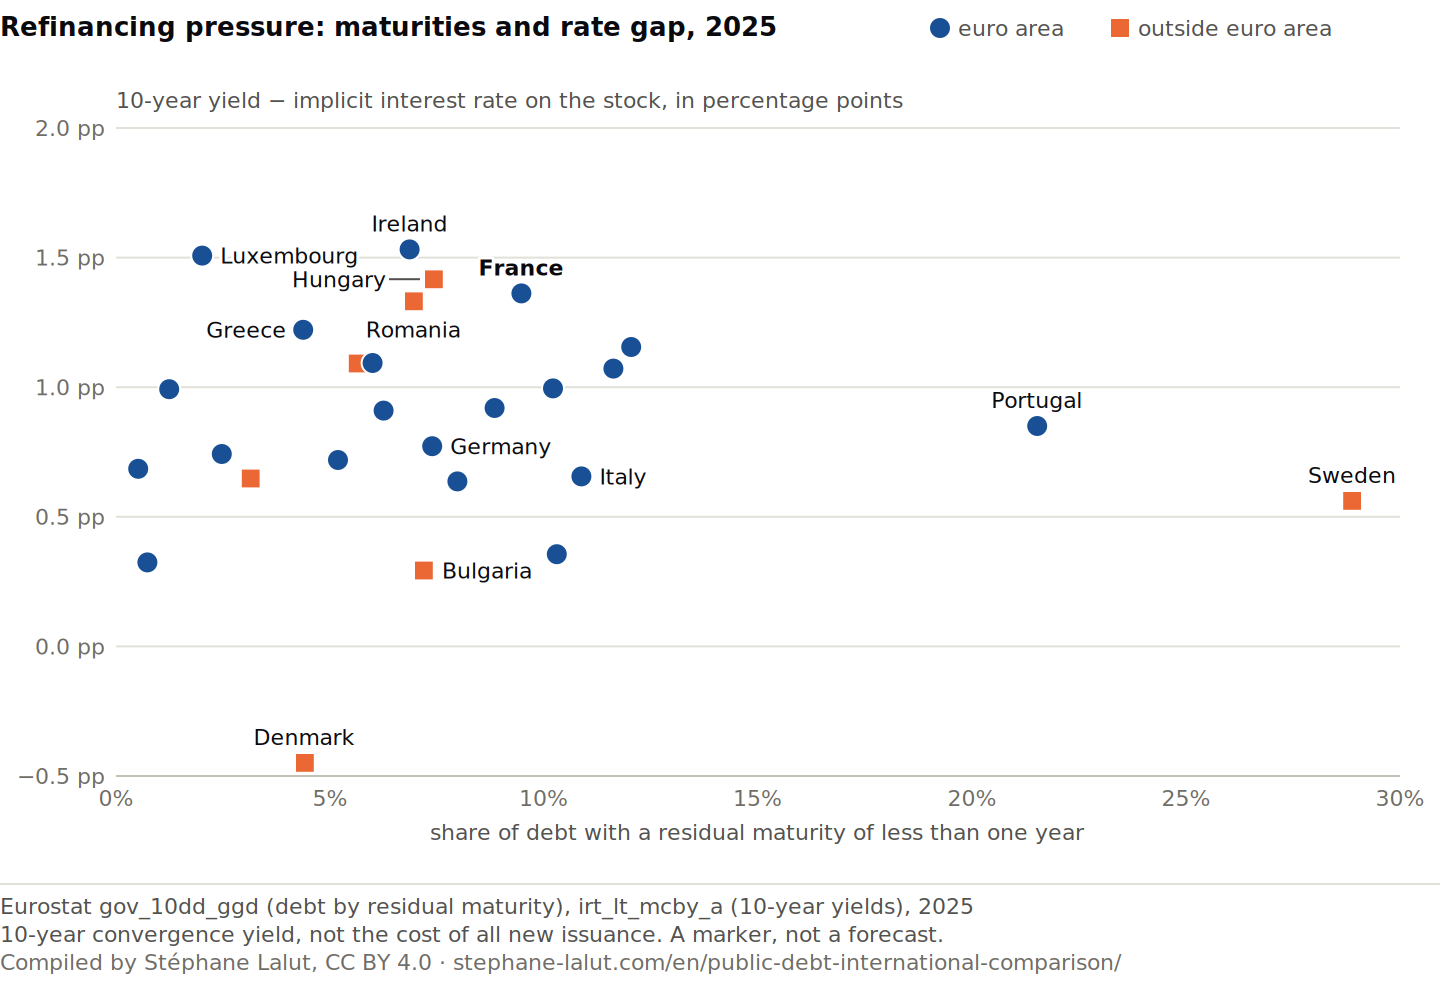 Refinancing pressure: maturities and rate gap, 2025
euro area
outside euro area
10-year yield − implicit interest rate on the stock, in percentage points
2.0 pp
1.5 pp
1.0 pp
0.5 pp
0.0 pp
−0.5 pp
Ireland
Luxembourg
France
Hungary
Greece
Romania
Portugal
Germany
Italy
Sweden
Bulgaria
Denmark
0%
5%
10%
15%
20%
25%
30%
share of debt with a residual maturity of less than one year
Eurostat gov_10dd_ggd (debt by residual maturity), irt_lt_mcby_a (10-year yields), 2025
10-year convergence yield, not the cost of all new issuance. A marker, not a forecast.
Compiled by Stéphane Lalut, CC BY 4.0 · stephane-lalut.com/en/public-debt-international-comparison/